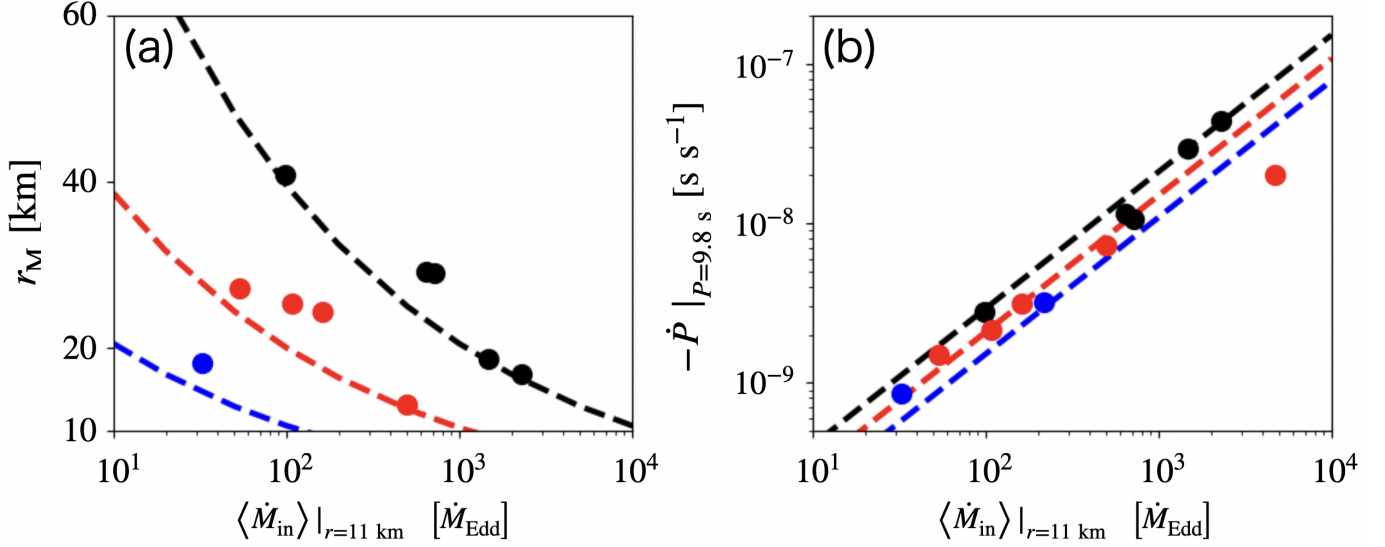 (a)
60
40
20
10
r_M [km]
10^1 10^2 10^3 10^4
⟨Ṁ_in⟩|_{r=11 km} [Ṁ_Edd]
(b)
10^−7
10^−8
10^−9
−Ṗ |_{P=9.8 s} [s s^−1]
10^1 10^2 10^3 10^4
⟨Ṁ_in⟩|_{r=11 km} [Ṁ_Edd]